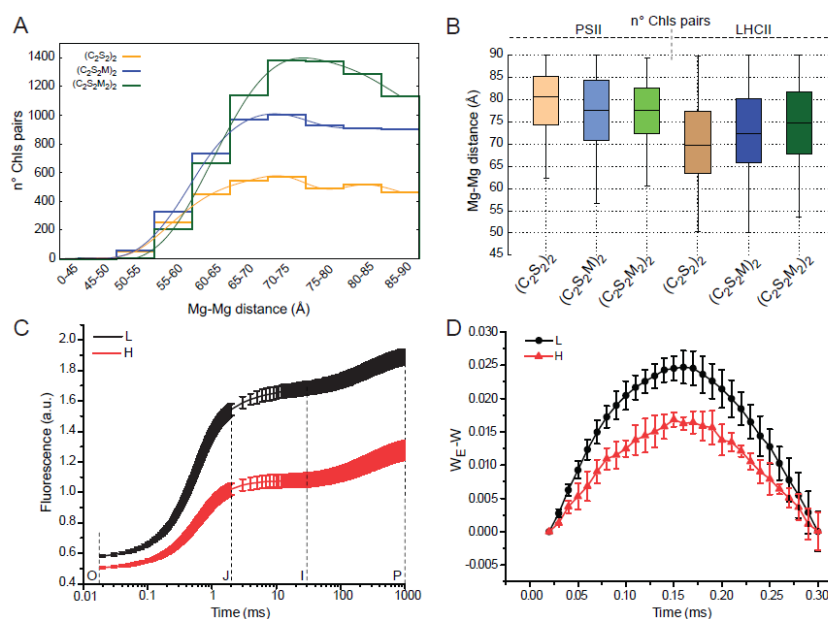 A
(C₂S₂)₂
(C₂S₂M)₂
(C₂S₂M₂)₂
1400
1200
1000
800
600
400
200
0
n° Chls pairs
0-45
45-50
50-55
55-60
60-65
65-70
70-75
75-80
80-85
85-90
Mg-Mg distance (Å)
B
n° Chls pairs
PSII
LHCII
90
85
80
75
70
65
60
55
50
45
Mg-Mg distance (Å)
(C₂S₂)₂
(C₂S₂M)₂
(C₂S₂M₂)₂
(C₂S₂)₂
(C₂S₂M)₂
(C₂S₂M₂)₂
C
L
H
2.0
1.8
1.6
1.4
1.2
1.0
0.8
0.6
0.4
Fluorescence (a.u.)
O
J
I
P
0.01
0.1
1
10
100
1000
Time (ms)
D
L
H
0.030
0.025
0.020
0.015
0.010
0.005
0.000
-0.005
W_E-W
0.00
0.05
0.10
0.15
0.20
0.25
0.30
Time (ms)